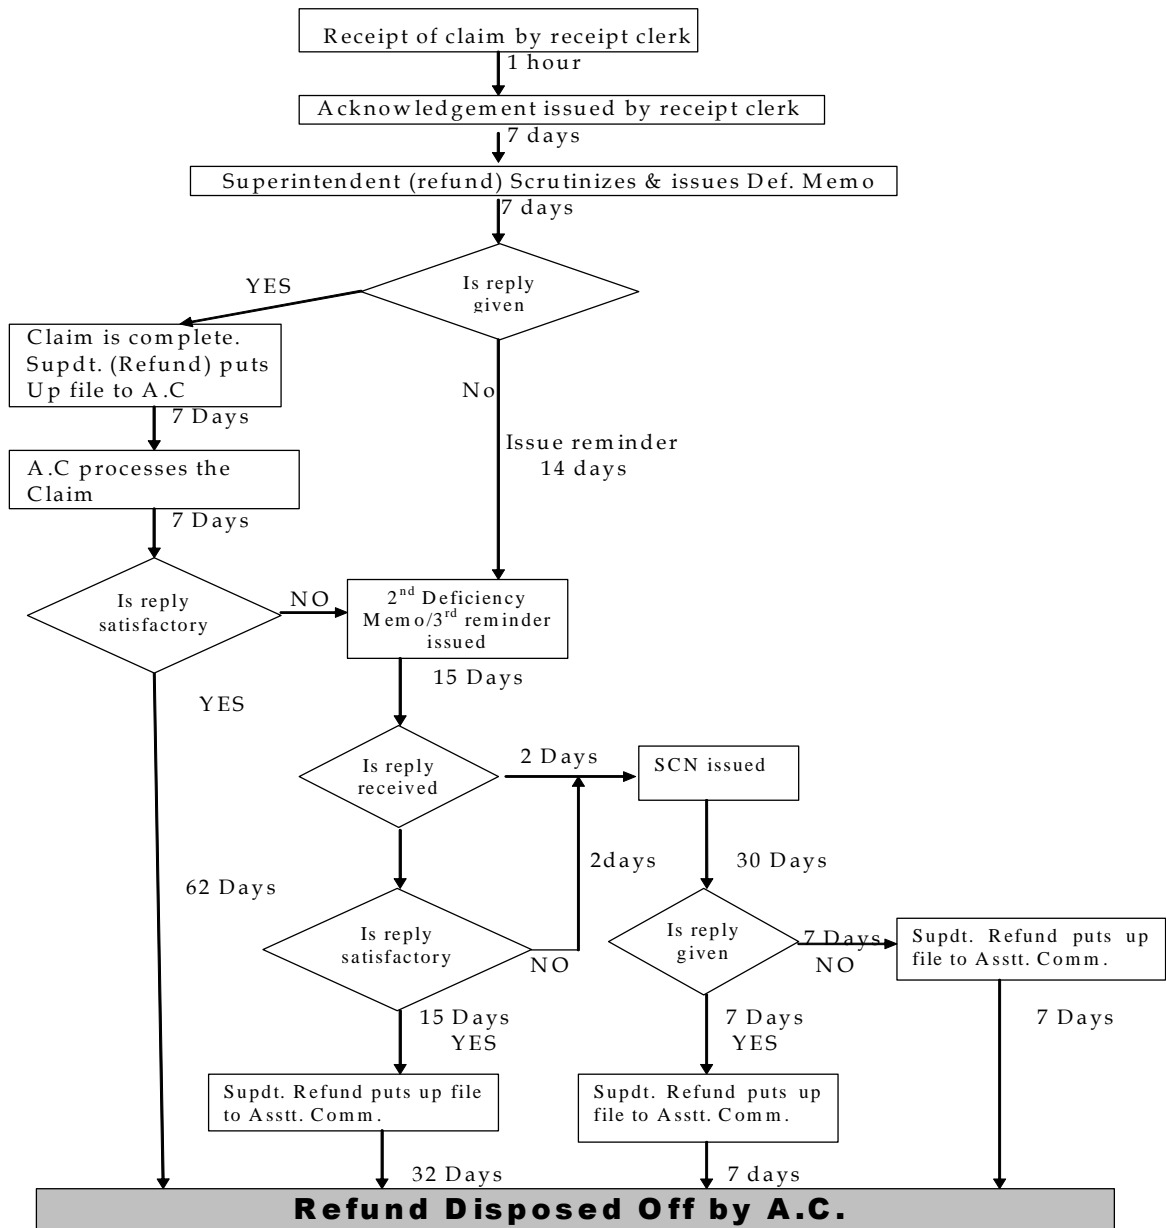 Receipt of claim by receipt clerk
1 hour
Acknowledgement issued by receipt clerk
7 days
Superintendent (refund) Scrutinizes & issues Def. Memo
7 days
Is reply
given
YES
Claim is complete.
Supdt. (Refund) puts
Up file to A.C
No
7 Days
Issue reminder
14 days
A.C processes the
Claim
7 Days
Is reply
satisfactory
NO
2nd Deficiency
Memo/3rd reminder
issued
15 Days
YES
Is reply
received
2 Days
SCN issued
2days
30 Days
62 Days
Is reply
satisfactory
NO
Is reply
given
7 Days
NO
Supdt. Refund puts up
file to Asstt. Comm.
15 Days
YES
7 Days
YES
7 Days
Supdt. Refund puts up file
to Asstt. Comm.
Supdt. Refund puts up
file to Asstt. Comm.
32 Days
7 days
Refund Disposed Off by A.C.